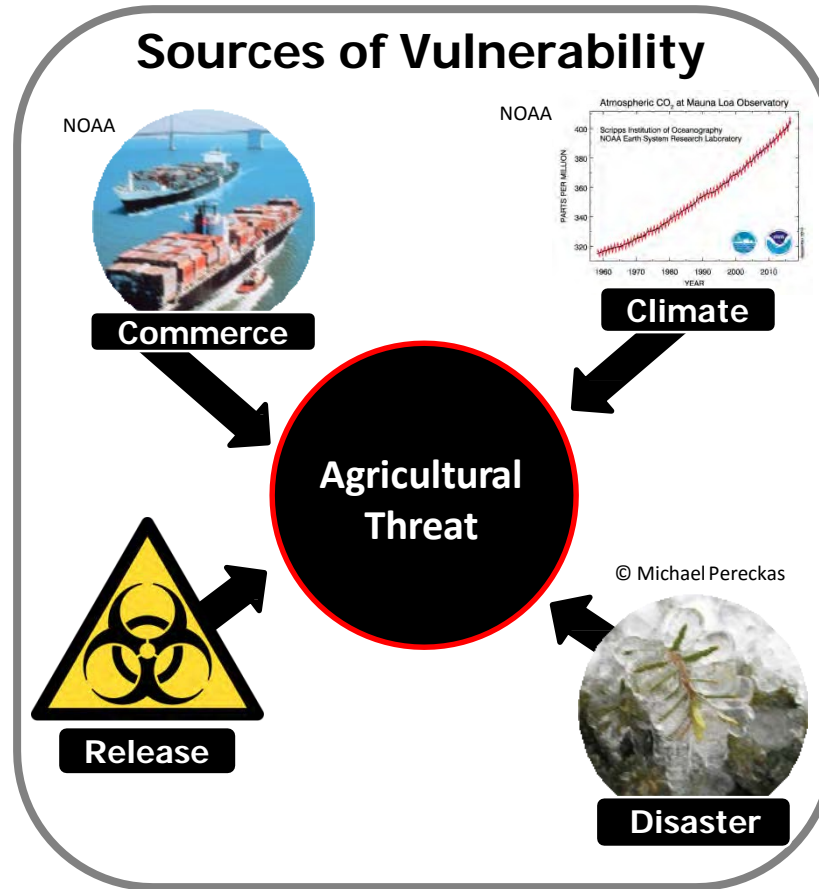 Sources of Vulnerability
NOAA
NOAA
Atmospheric CO₂ at Mauna Loa Observatory
Scripps Institution of Oceanography
NOAA Earth System Research Laboratory
PARTS PER MILLION
400
380
360
340
320
1960
1970
1980
1990
2000
2010
YEAR
Commerce
Climate
Agricultural
Threat
© Michael Pereckas
Release
Disaster